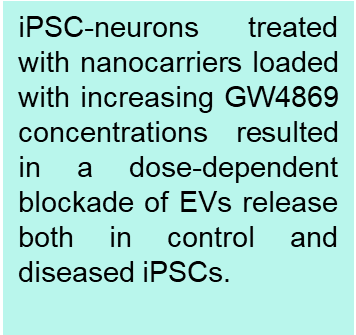 iPSC-neurons treated
with nanocarriers loaded
with increasing GW4869
concentrations resulted
in a dose-dependent
blockade of EVs release
both in control and
diseased iPSCs.